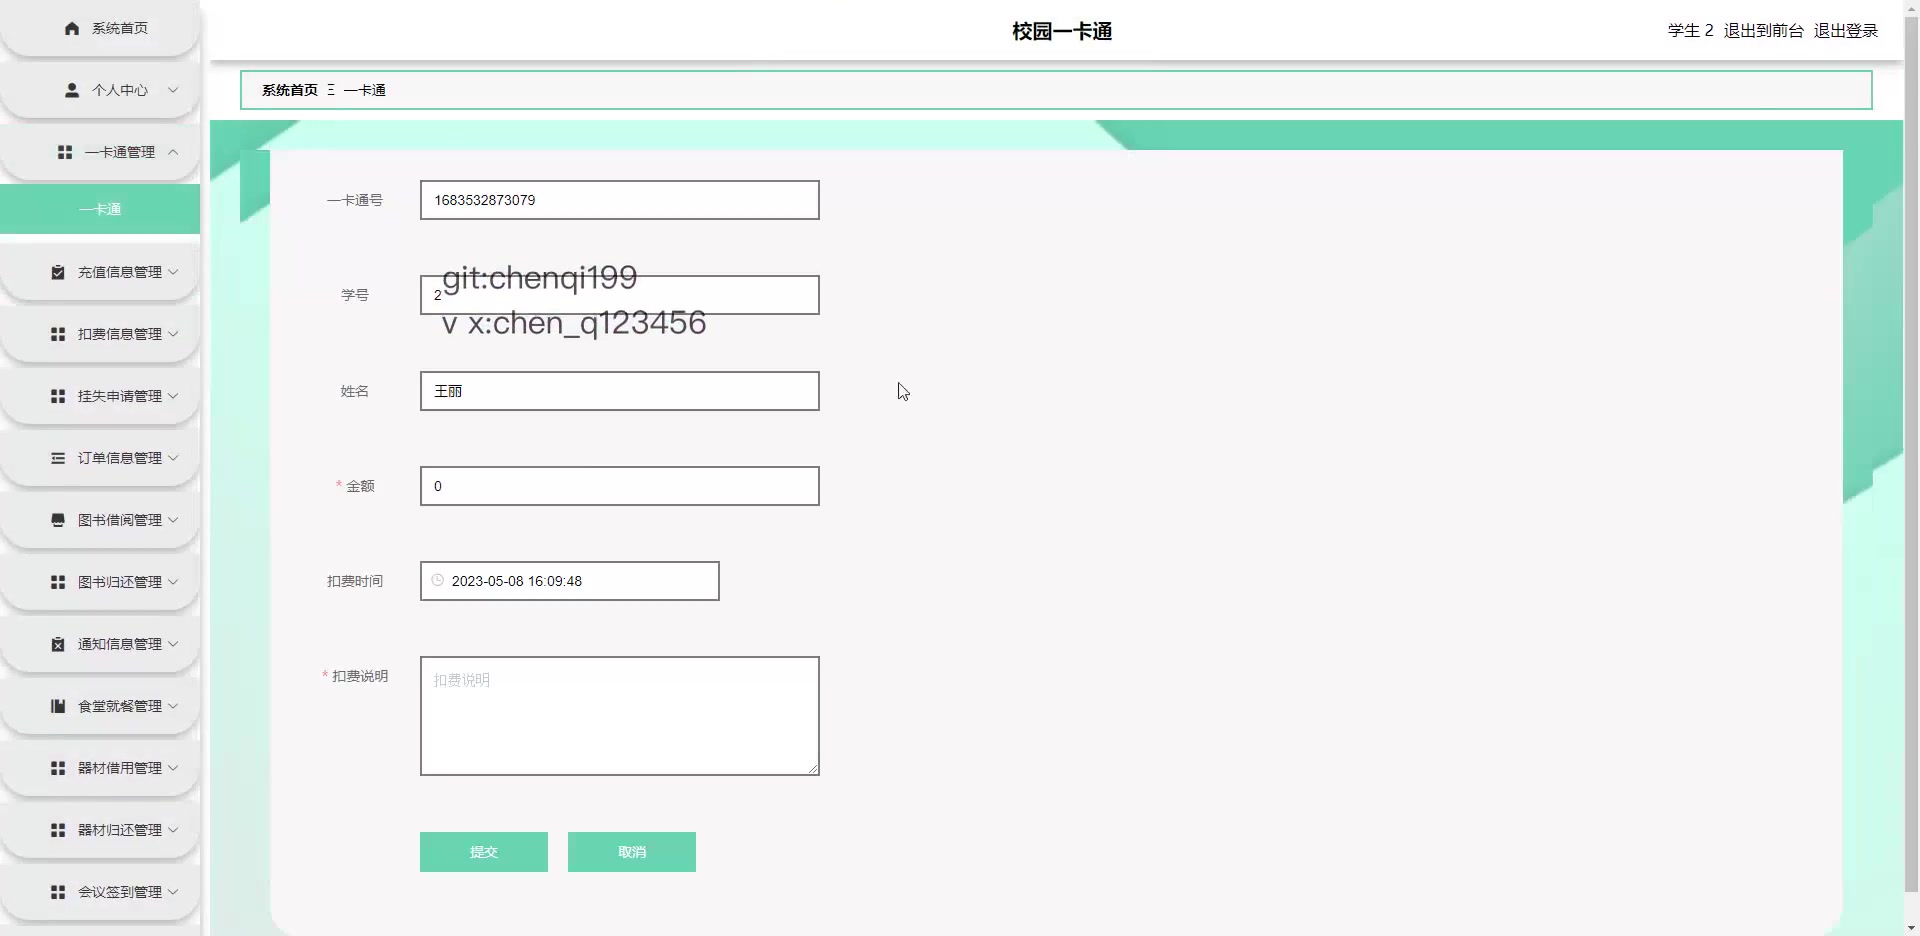 系统首页
个人中心
一卡通管理
一卡通
充值信息管理
扣费信息管理
挂失申请管理
订单信息管理
图书借阅管理
图书归还管理
通知信息管理
食堂就餐管理
器材借用管理
器材归还管理
会议签到管理
校园一卡通
学生 2 退出到前台 退出登录
系统首页 Ξ 一卡通
一卡通号 1683532873079
git:chenqi199
学号 2
v x:chen_q123456
姓名 王丽
* 金额 0
扣费时间 2023-05-08 16:09:48
* 扣费说明 扣费说明
提交 取消